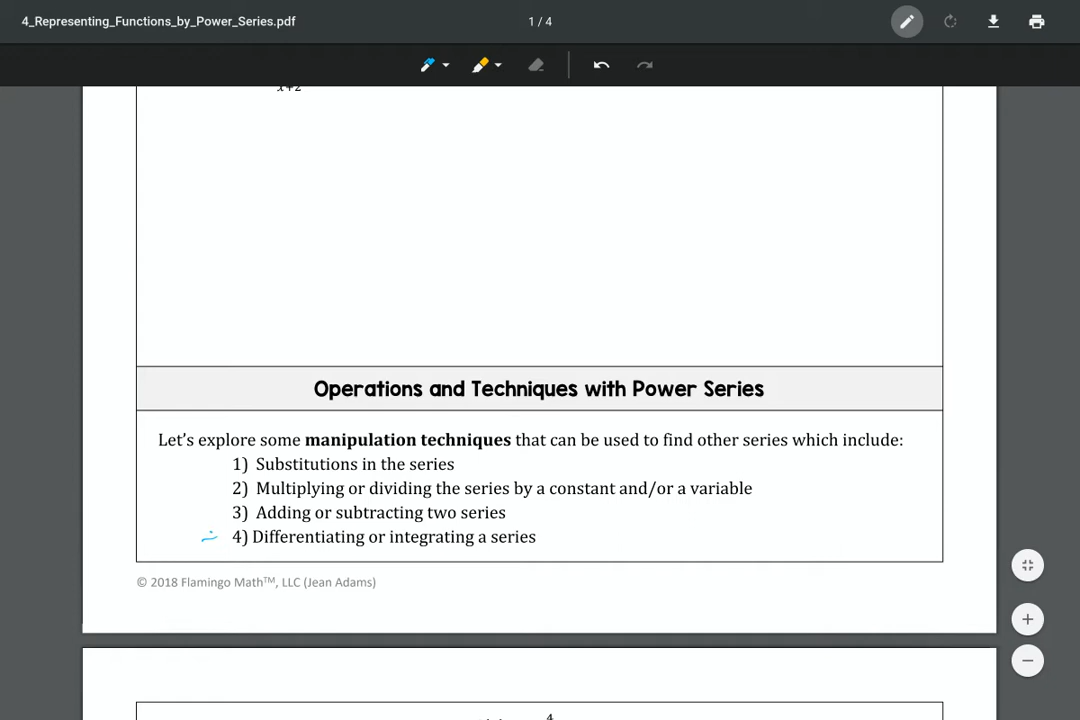 4_Representing_Functions_by_Power_Series.pdf
1 / 4
x+2
Operations and Techniques with Power Series
Let's explore some manipulation techniques that can be used to find other series which include:
1) Substitutions in the series
2) Multiplying or dividing the series by a constant and/or a variable
3) Adding or subtracting two series
4) Differentiating or integrating a series
© 2018 Flamingo Math™, LLC (Jean Adams)
4